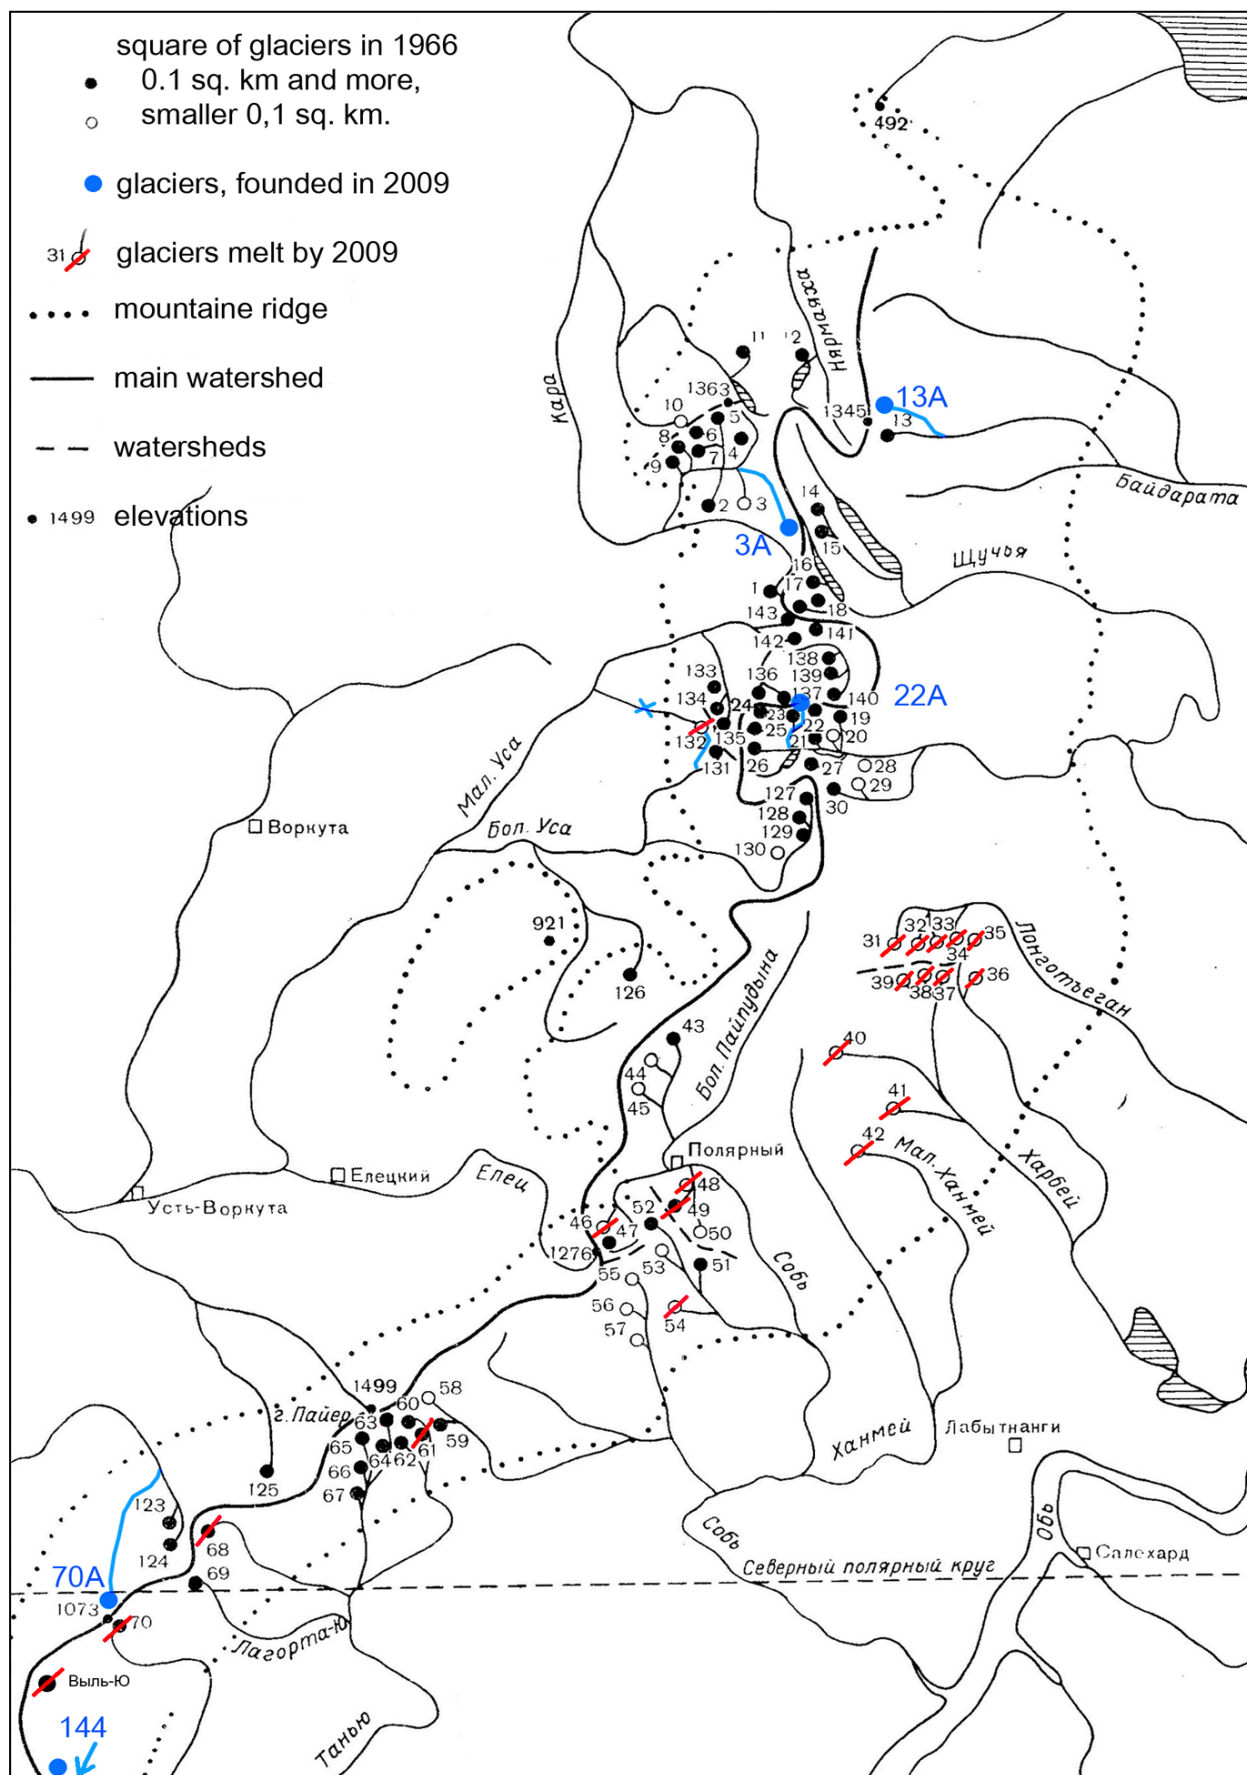 square of glaciers in 1966
0.1 sq. km and more,
smaller 0,1 sq. km.
glaciers, founded in 2009
31
glaciers melt by 2009
mountaine ridge
main watershed
watersheds
1499 elevations
492
Нярмаяха
Кара
11
12
1363
10
5
8
6
4
9
7
2
3
1345
13A
13
Байдарата
14
3A
15
Щучья
16
1
17
18
143
142
141
138
133
136
139
134
24
137
140
22A
23
22
19
132
135
25
21
20
131
26
27
28
29
Мал. Уса
127
30
128
Воркута
Бол. Уса
129
130
921
126
31
32
33
35
34
39
38
37
36
Лонготъеган
Бол. Пайпудына
43
44
45
40
41
42
Мал. Ханмей
Харбей
Полярный
Елецкий
Елец
Усть-Воркута
48
46
52
49
47
50
1276
53
51
Собь
55
56
54
57
1499
58
г. Пайер
63
60
65
59
64
62
61
66
67
125
Ханмей
Лабытнанги
123
124
68
69
Собь
Обь
Салехард
Северный полярный круг
70A
1073
70
Лагорта-Ю
Выль-Ю
144
Танью